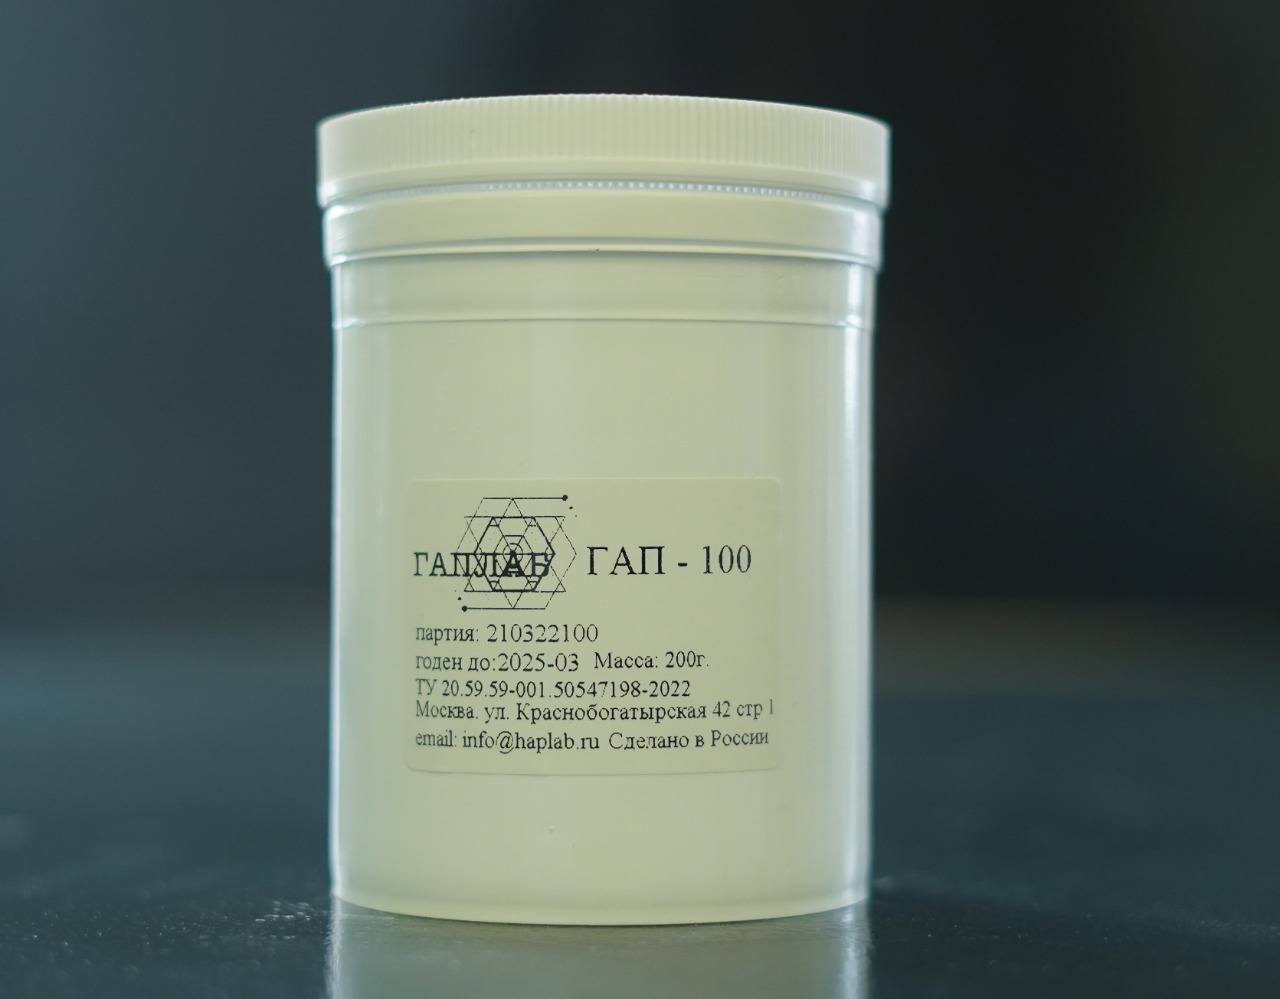 ГАПЛАБ ГАП - 100
партия: 210322100
годен до:2025-03 Масса: 200г.
ТУ 20.59.59-001.50547198-2022
Москва. ул. Краснобогатырская 42 стр 1
email: info@haplab.ru Сделано в России